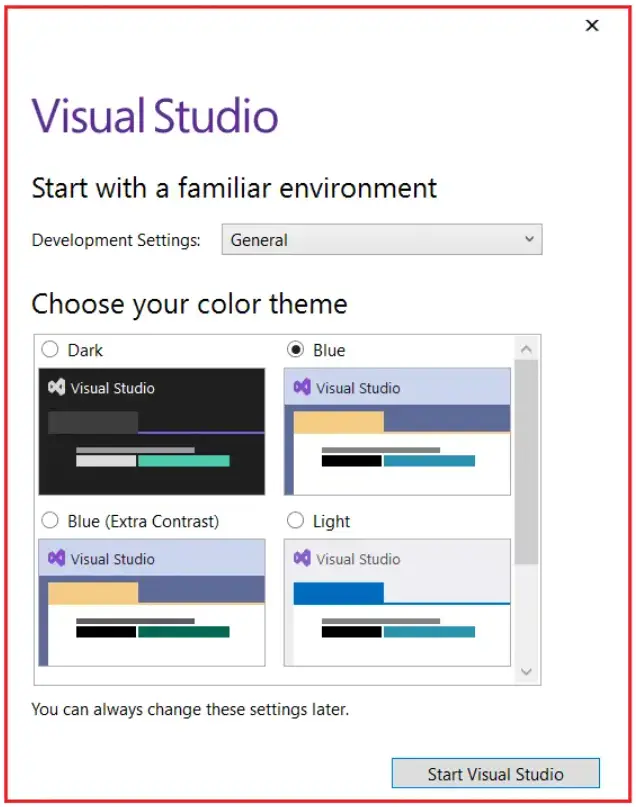 Visual Studio
Start with a familiar environment
Development Settings: General
Choose your color theme
Dark
Blue
Visual Studio
Visual Studio
Blue (Extra Contrast)
Light
Visual Studio
Visual Studio
You can always change these settings later.
Start Visual Studio